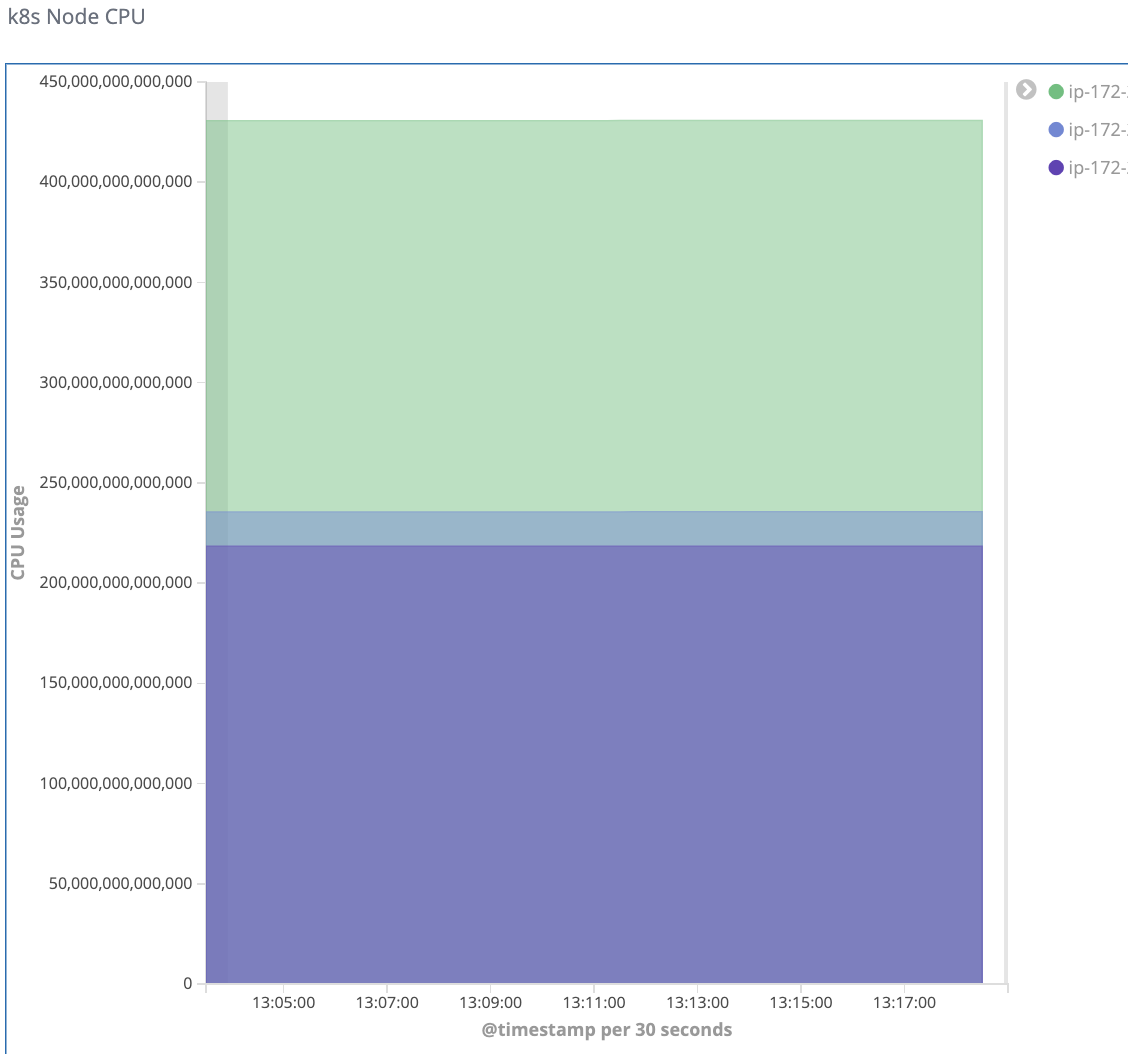 k8s Node CPU
450,000,000,000,000
400,000,000,000,000
350,000,000,000,000
300,000,000,000,000
250,000,000,000,000
200,000,000,000,000
150,000,000,000,000
100,000,000,000,000
50,000,000,000,000
0
CPU Usage
13:05:00 13:07:00 13:09:00 13:11:00 13:13:00 13:15:00 13:17:00
@timestamp per 30 seconds
ip-172-
ip-172-
ip-172-